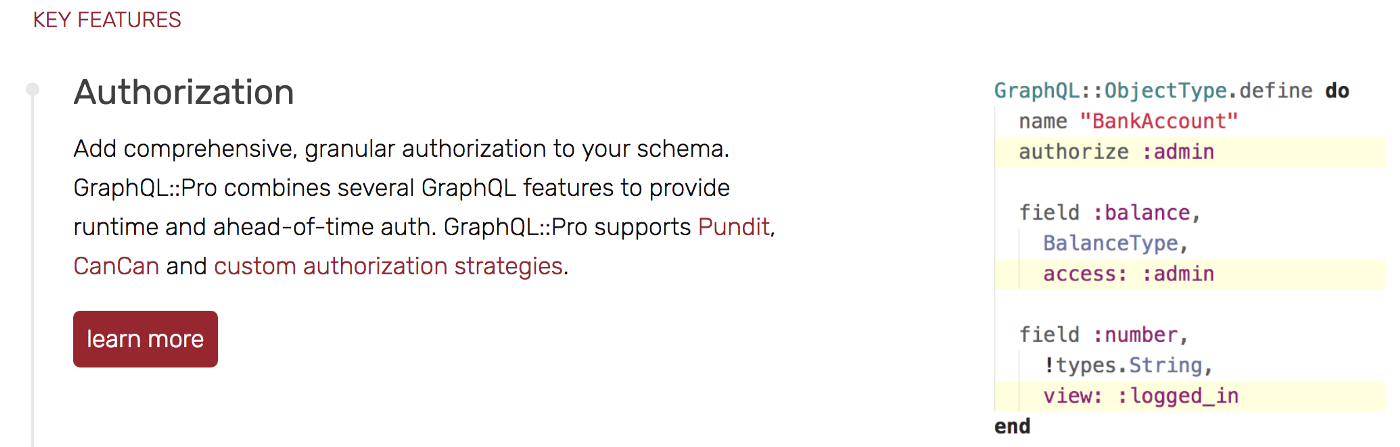 KEY FEATURES
Authorization
Add comprehensive, granular authorization to your schema.
GraphQL::Pro combines several GraphQL features to provide
runtime and ahead-of-time auth. GraphQL::Pro supports Pundit,
CanCan and custom authorization strategies.
learn more
GraphQL::ObjectType.define do
name "BankAccount"
authorize :admin
field :balance,
BalanceType,
access: :admin
field :number,
!types.String,
view: :logged_in
end